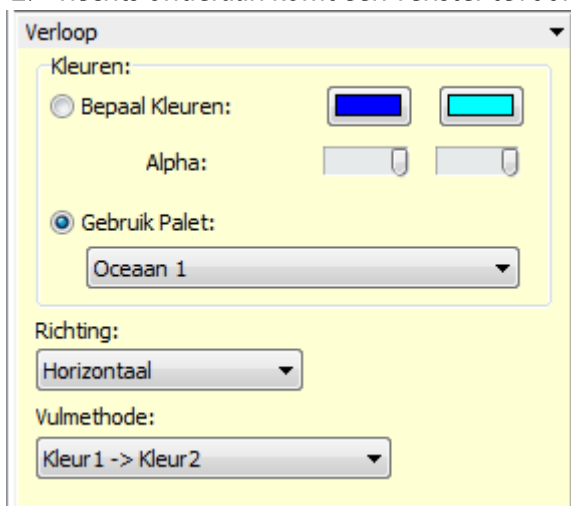 Verloop
Kleuren:
Bepaal Kleuren:
Alpha:
Gebruik Palet:
Oceaan 1
Richting:
Horizontaal
Vulmethode:
Kleur1 -> Kleur2